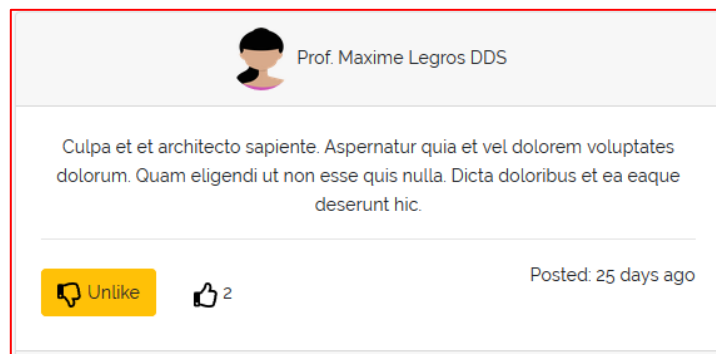 Prof. Maxime Legros DDS
Culpa et et architecto sapiente. Aspernatur quia et vel dolorem voluptates
dolorum. Quam eligendi ut non esse quis nulla. Dicta doloribus et ea eaque
deserunt hic.
Unlike
2
Posted: 25 days ago